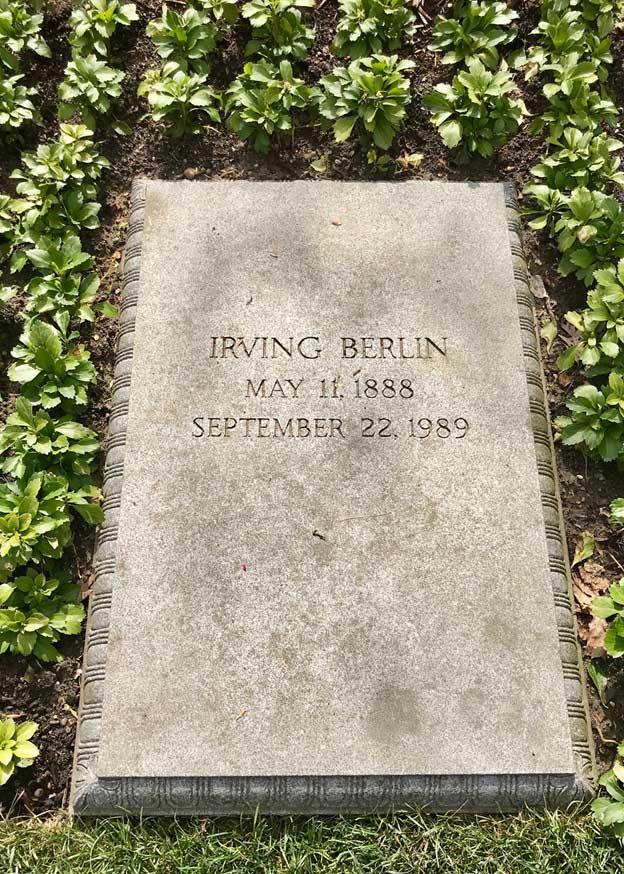 IRVING BERLIN
MAY 11, 1888
SEPTEMBER 22, 1989